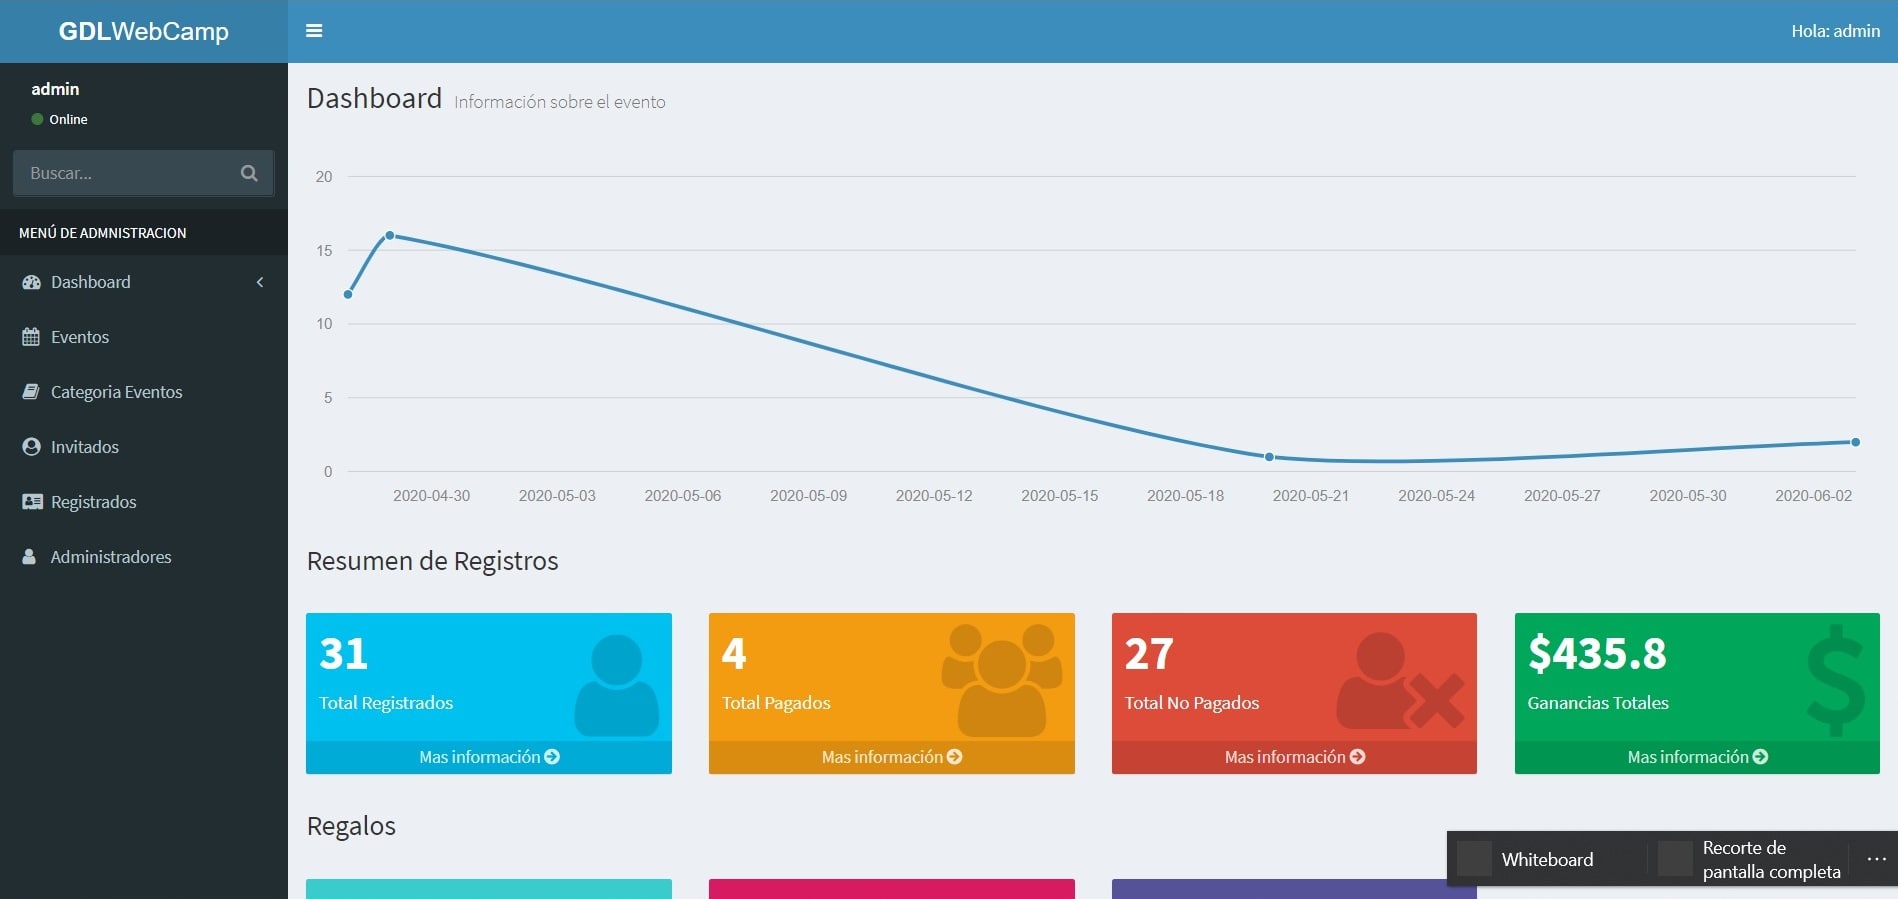 GDLWebCamp
Hola: admin
admin
Online
Buscar...
MENÚ DE ADMNISTRACION
Dashboard
Eventos
Categoria Eventos
Invitados
Registrados
Administradores
Dashboard Información sobre el evento
20
15
10
5
0
2020-04-30 2020-05-03 2020-05-06 2020-05-09 2020-05-12 2020-05-15 2020-05-18 2020-05-21 2020-05-24 2020-05-27 2020-05-30 2020-06-02
Resumen de Registros
31
Total Registrados
Mas información
4
Total Pagados
Mas información
27
Total No Pagados
Mas información
$435.8
Ganancias Totales
Mas información
Regalos
Whiteboard
Recorte de
pantalla completa